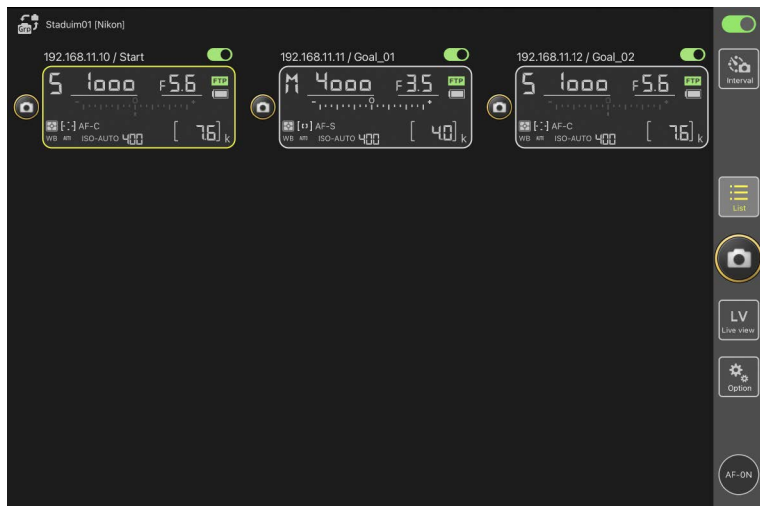 Grp Staduim01 [Nikon]
192.168.11.10 / Start
S 1000 F5.6 FTP
AF-C
WB ISO-AUTO 400 [ 7.6] k
192.168.11.11 / Goal_01
M 4000 F3.5 FTP
AF-S
WB ISO-AUTO 400 [ 4.0] k
192.168.11.12 / Goal_02
S 1000 F5.6 FTP
AF-C
WB ISO-AUTO 400 [ 7.6] k
Interval
List
LV
Live view
Option
AF-ON